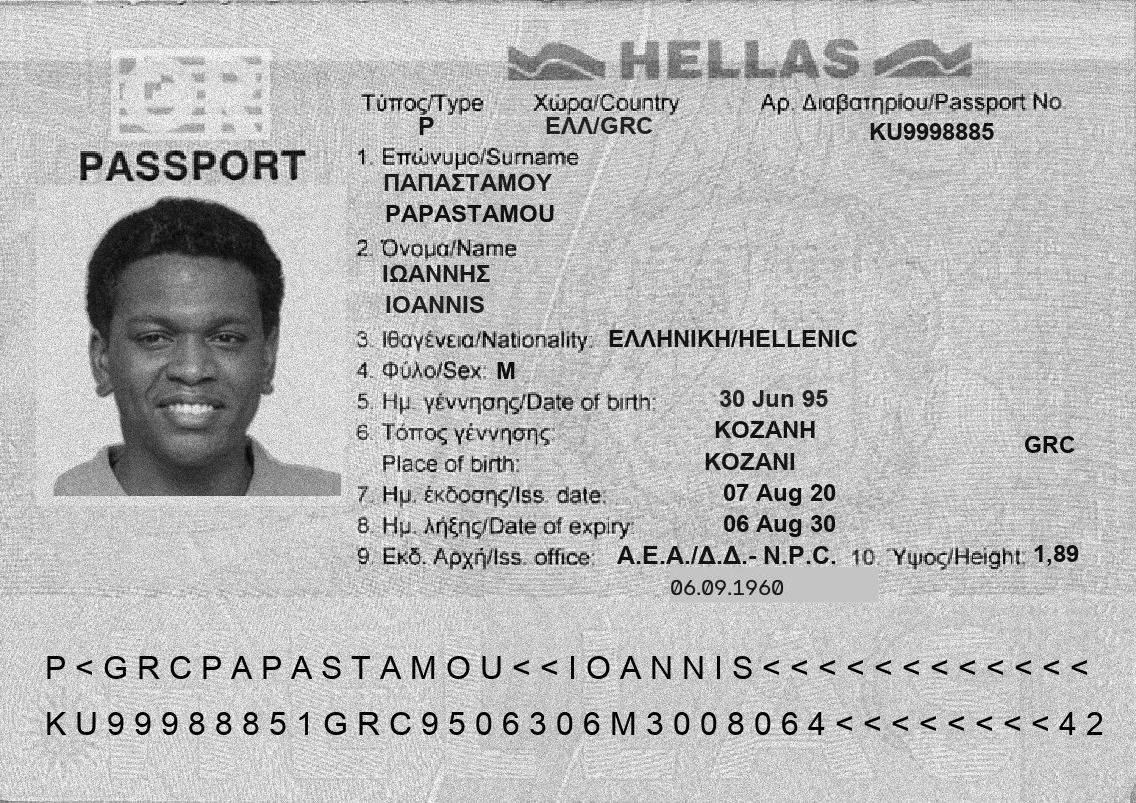 GR
HELLAS
PASSPORT
Τύπος/Type Χώρα/Country Αρ. Διαβατηρίου/Passport No.
P ΕΛΛ/GRC KU9998885
1. Επώνυμο/Surname
ΠΑΠΑΣΤΑΜΟΥ
PAPASTAMOU
2. Όνομα/Name
ΙΩΑΝΝΗΣ
IOANNIS
3. Ιθαγένεια/Nationality: ΕΛΛΗΝΙΚΗ/HELLENIC
4. Φύλο/Sex: M
5. Ημ. γέννησης/Date of birth: 30 Jun 95
6. Τόπος γέννησης: ΚΟΖΑΝΗ
Place of birth: KOZANI GRC
7. Ημ. έκδοσης/Iss. date: 07 Aug 20
8. Ημ. λήξης/Date of expiry: 06 Aug 30
9 Εκδ. Αρχή/Iss. office: Α.Ε.Α./Δ.Δ.- N.P.C. 10. Ύψος/Height: 1,89
06.09.1960
P<GRCPAPASTAMOU<<IOANNIS<<<<<<<<<<<<
KU99988851GRC9506306M3008064<<<<<<<<42